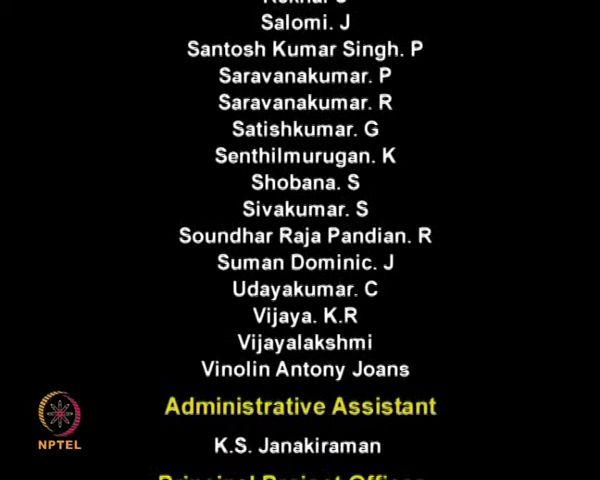 Salomi. J
Santosh Kumar Singh. P
Saravanakumar. P
Saravanakumar. R
Satishkumar. G
Senthilmurugan. K
Shobana. S
Sivakumar. S
Soundhar Raja Pandian. R
Suman Dominic. J
Udayakumar. C
Vijaya. K.R
Vijayalakshmi
Vinolin Antony Joans
Administrative Assistant
NPTEL
K.S. Janakiraman